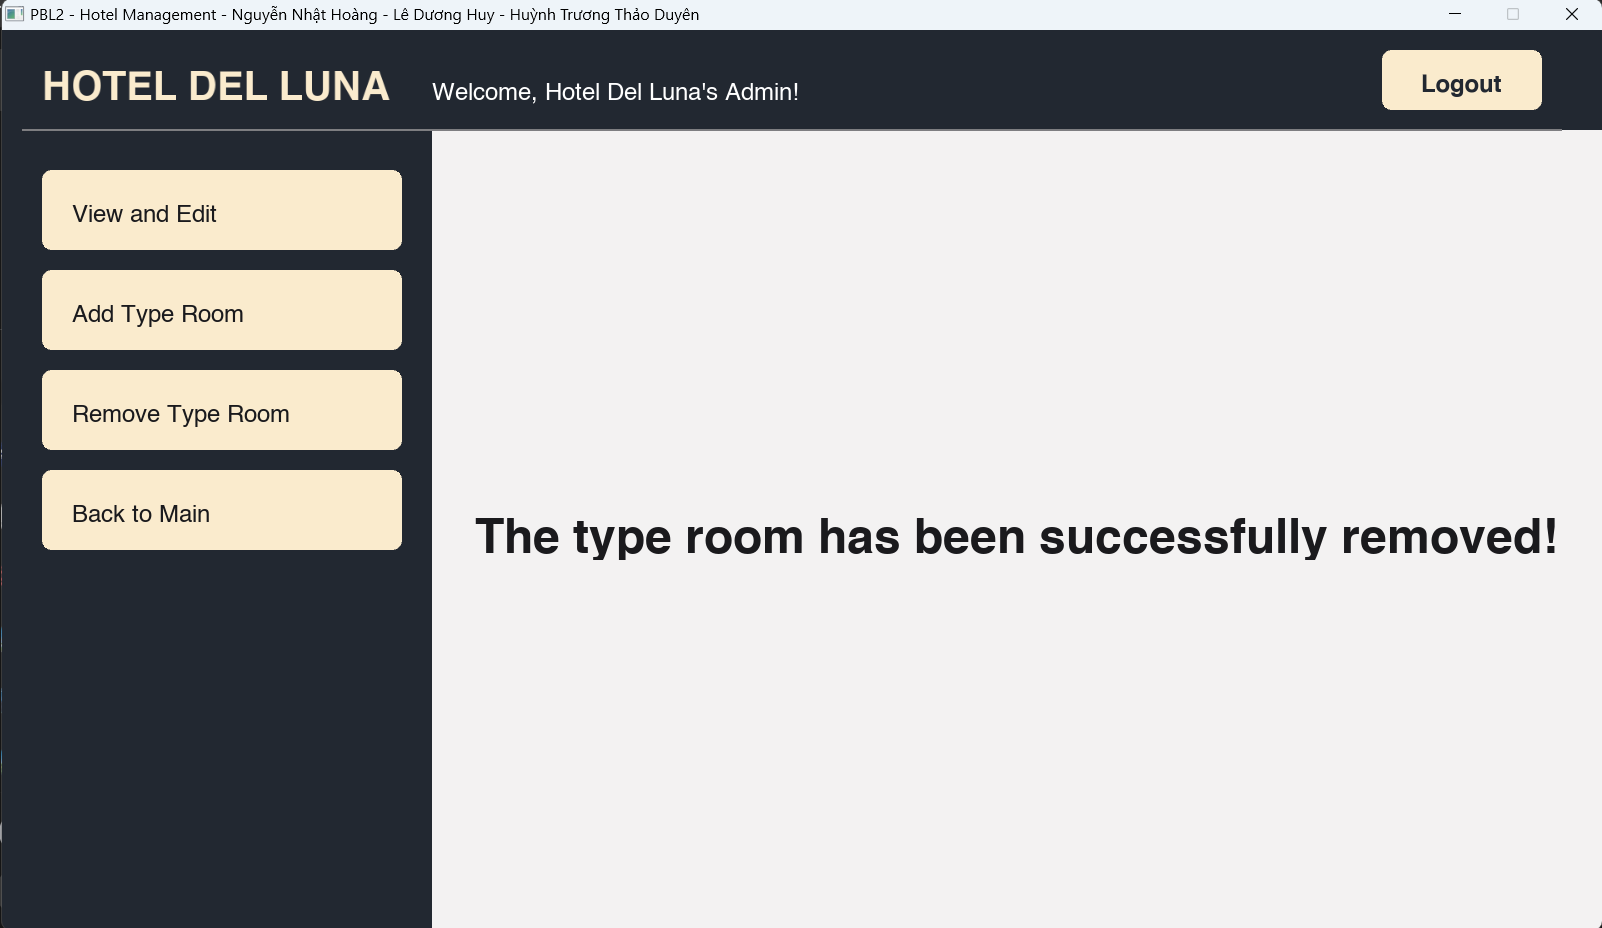 PBL2 - Hotel Management - Nguyễn Nhật Hoàng - Lê Dương Huy - Huỳnh Trương Thảo Duyên
HOTEL DEL LUNA
Welcome, Hotel Del Luna's Admin!
Logout
View and Edit
Add Type Room
Remove Type Room
Back to Main
The type room has been successfully removed!